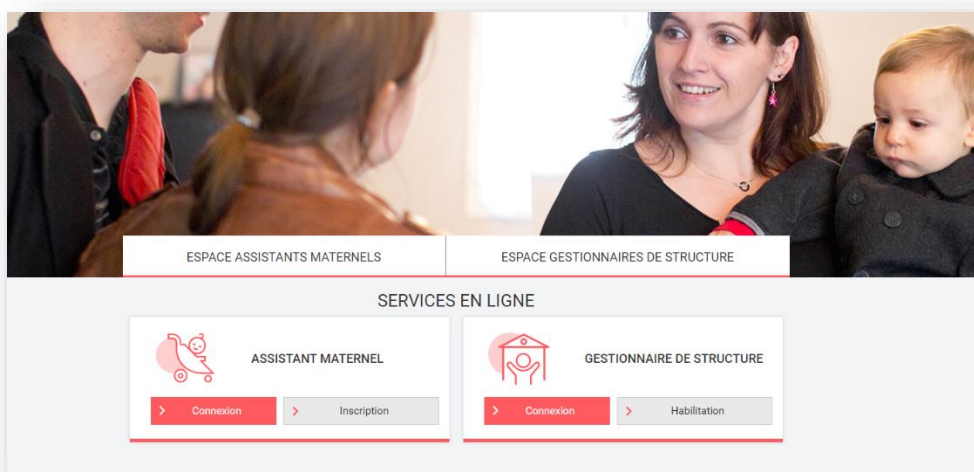 ESPACE ASSISTANTS MATERNELS
ESPACE GESTIONNAIRES DE STRUCTURE
SERVICES EN LIGNE
ASSISTANT MATERNEL
GESTIONNAIRE DE STRUCTURE
Connexion
Inscription
Connexion
Habilitation